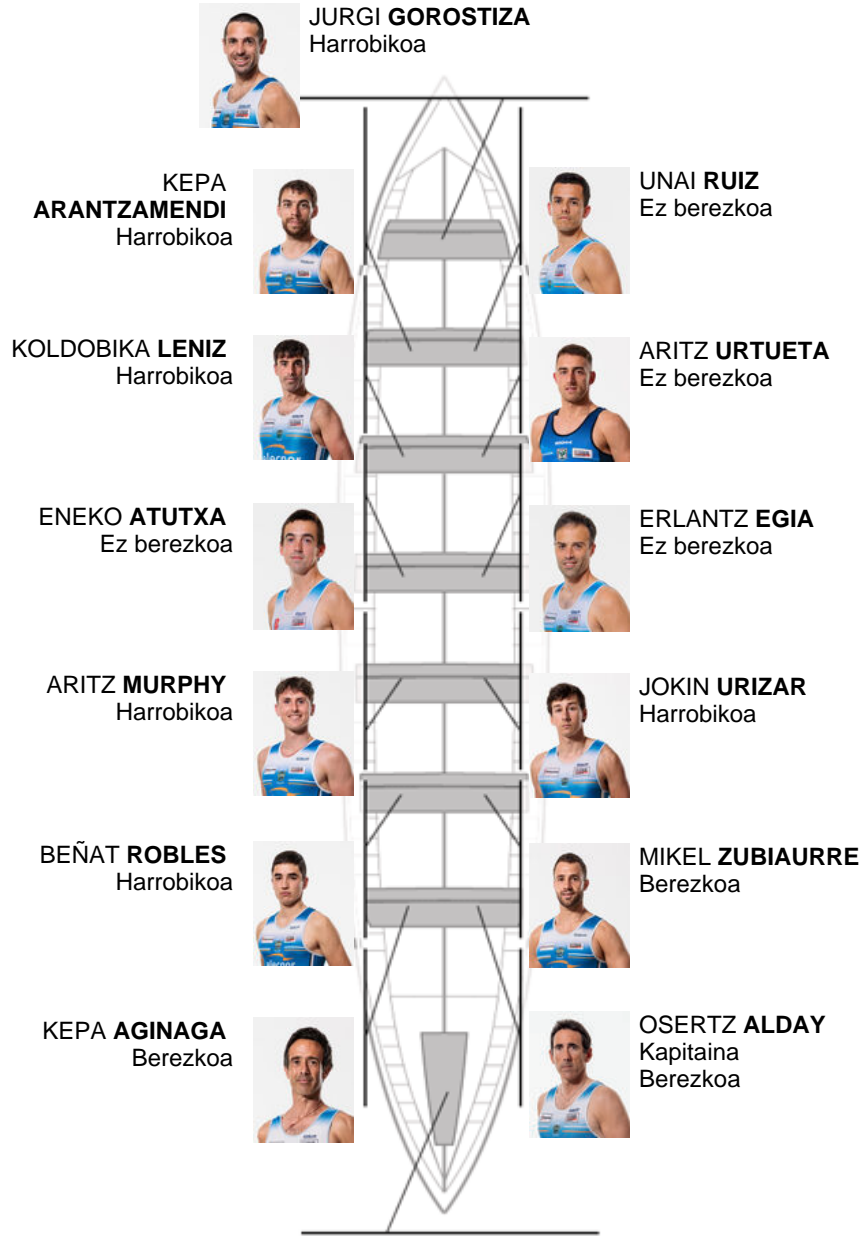 JURGI GOROSTIZA
Harrobikoa
KEPA
ARANTZAMENDI
Harrobikoa
UNAI RUIZ
Ez berezkoa
KOLDOBIKA LENIZ
Harrobikoa
ARITZ URTUETA
Ez berezkoa
ENEKO ATUTXA
Ez berezkoa
ERLANTZ EGIA
Ez berezkoa
ARITZ MURPHY
Harrobikoa
JOKIN URIZAR
Harrobikoa
BEÑAT ROBLES
Harrobikoa
MIKEL ZUBIAURRE
Berezkoa
KEPA AGINAGA
Berezkoa
OSERTZ ALDAY
Kapitaina
Berezkoa